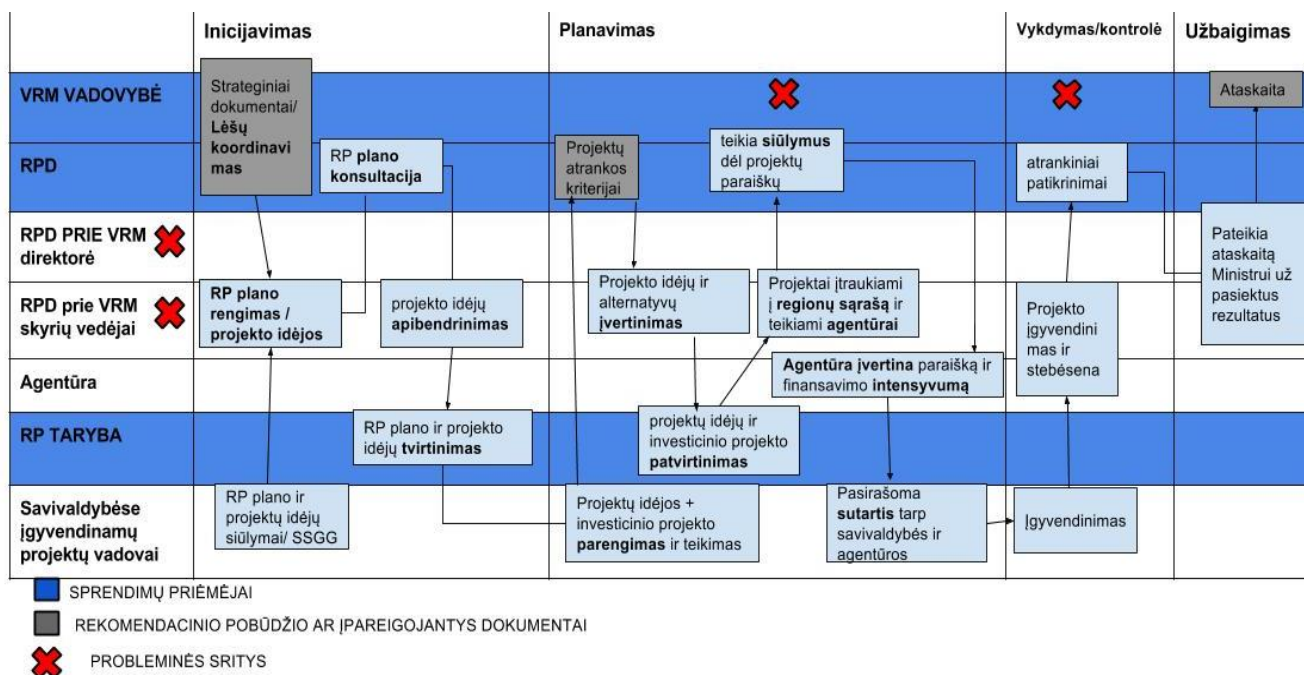 Inicijavimas
Planavimas
Vykdymas/kontrolė
Užbaigimas
VRM VADOVYBĖ
Strateginiai
dokumentai/
Lėšų
koordinavi
mas
Ataskaita
RPD
RP plano
konsultacija
Projektų
atrankos
kriterijai
teikia siūlymus
dėl projektų
paraiškų
atrankiniai
patikrinimai
RPD PRIE VRM
direktorė
Pateikia
ataskaitą
Ministrui už
pasiektus
rezultatus
RPD prie VRM
skyrių vedėjai
RP plano
rengimas /
projekto idėjos
projekto idėjų
apibendrinimas
Projekto idėjų ir
alternatyvų
įvertinimas
Projektai įtraukiami
į regionų sąrašą ir
teikiami agentūrai
Projekto
įgyvendini
mas ir
stebėsena
Agentūra
Agentūra įvertina paraišką ir
finansavimo intensyvumą
RP TARYBA
RP plano ir projekto
idėjų tvirtinimas
projektų idėjų ir
investicinio projekto
patvirtinimas
Savivaldybėse
įgyvendinamų
projektų vadovai
RP plano ir
projektų idėjų
siūlymai/ SSGG
Projektų idėjos +
investicinio projekto
parengimas ir teikimas
Pasirašoma
sutartis tarp
savivaldybės ir
agentūros
Įgyvendinimas
SPRENDIMŲ PRIĖMĖJAI
REKOMENDACINIO POBŪDŽIO AR ĮPAREIGOJANTYS DOKUMENTAI
PROBLEMINĖS SRITYS